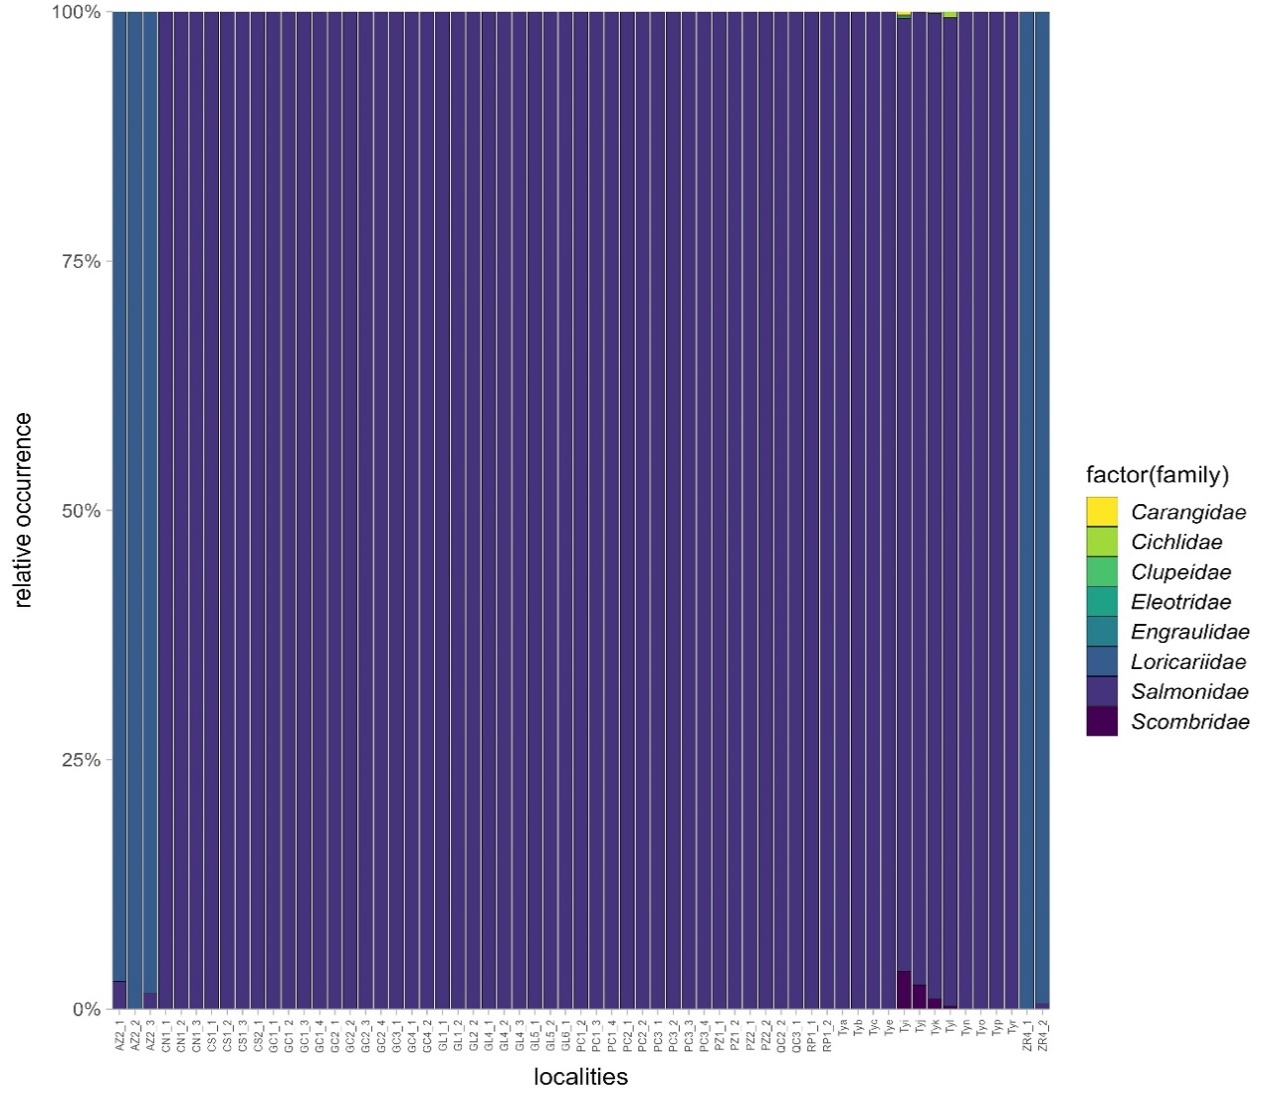 100%
75%
50%
25%
0%
relative occurrence
AZ2_1
AZ2_2
AZ2_3
CN1_1
CN1_2
CN1_3
CS1_1
CS1_2
CS1_3
CS2_1
GC1_1
GC1_2
GC1_3
GC1_4
GC2_1
GC2_2
GC2_3
GC2_4
GC3_1
GC4_1
GC4_2
GL1_1
GL1_2
GL2_2
GL4_1
GL4_2
GL4_3
GL5_1
GL5_2
GL6_1
PC1_2
PC1_3
PC1_4
PC2_1
PC2_2
PC3_1
PC3_2
PC3_3
PC3_4
PZ1_1
PZ1_2
PZ2_1
PZ2_2
QC2_2
QC3_1
RP1_1
RP1_2
Tya
Tyb
Tyc
Tye
Tyi
Tyj
Tyk
Tyl
Tyn
Tyo
Typ
Tyr
ZR4_1
ZR4_2
localities
factor(family)
Carangidae
Cichlidae
Clupeidae
Eleotridae
Engraulidae
Loricariidae
Salmonidae
Scombridae